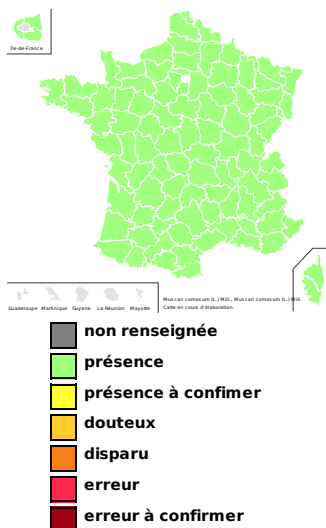 Île-de-France
Guadeloupe Martinique Guyane La Réunion Mayotte
Muscari comosum (L.) Mill., Muscari comosum (L.) Mill.
Carte en cours d'élaboration.
non renseignée
présence
présence à confimer
douteux
disparu
erreur
erreur à confirmer